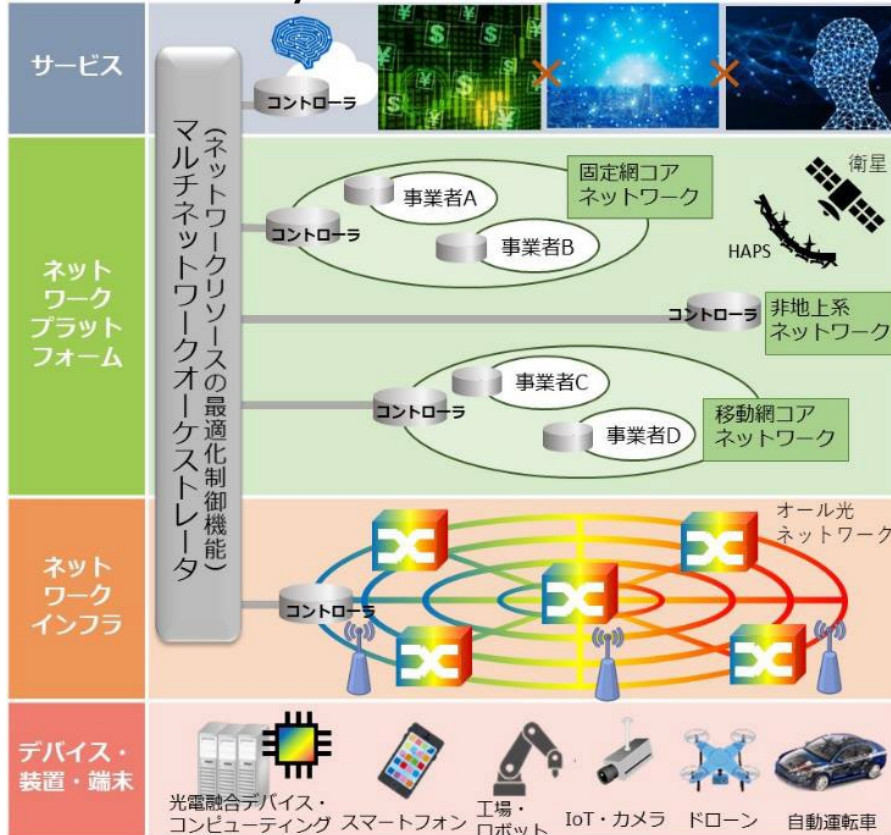 サービス
コントローラ
(ネットワークリソースの最適化制御機能)
マルチネットワークオーケストレータ
ネット
ワーク
プラット
フォーム
コントローラ
事業者A
事業者B
固定網コア
ネットワーク
衛星
HAPS
コントローラ
非地上系
ネットワーク
コントローラ
事業者C
事業者D
移動網コア
ネットワーク
ネット
ワーク
インフラ
コントローラ
オール光
ネットワーク
デバイス・
装置・端末
光電融合デバイス・
コンピューティング
スマートフォン
工場・
ロボット
IoT・カメラ
ドローン
自動運転車